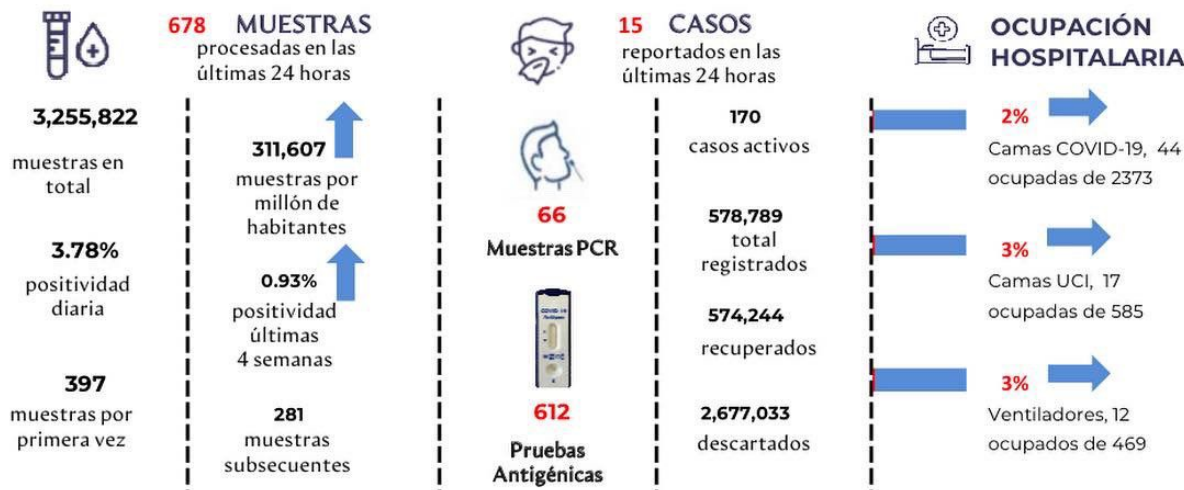 678 MUESTRAS
procesadas en las
últimas 24 horas
3,255,822
muestras en
total
3.78%
positividad
diaria
397
muestras por
primera vez
311,607
muestras por
millón de
habitantes
0.93%
positividad
últimas
4 semanas
281
muestras
subsecuentes
15 CASOS
reportados en las
últimas 24 horas
66
Muestras PCR
COVID-19
612
Pruebas
Antigénicas
170
casos activos
578,789
total
registrados
574,244
recuperados
2,677,033
descartados
OCUPACIÓN
HOSPITALARIA
2%
Camas COVID-19, 44
ocupadas de 2373
3%
Camas UCI, 17
ocupadas de 585
3%
Ventiladores, 12
ocupados de 469